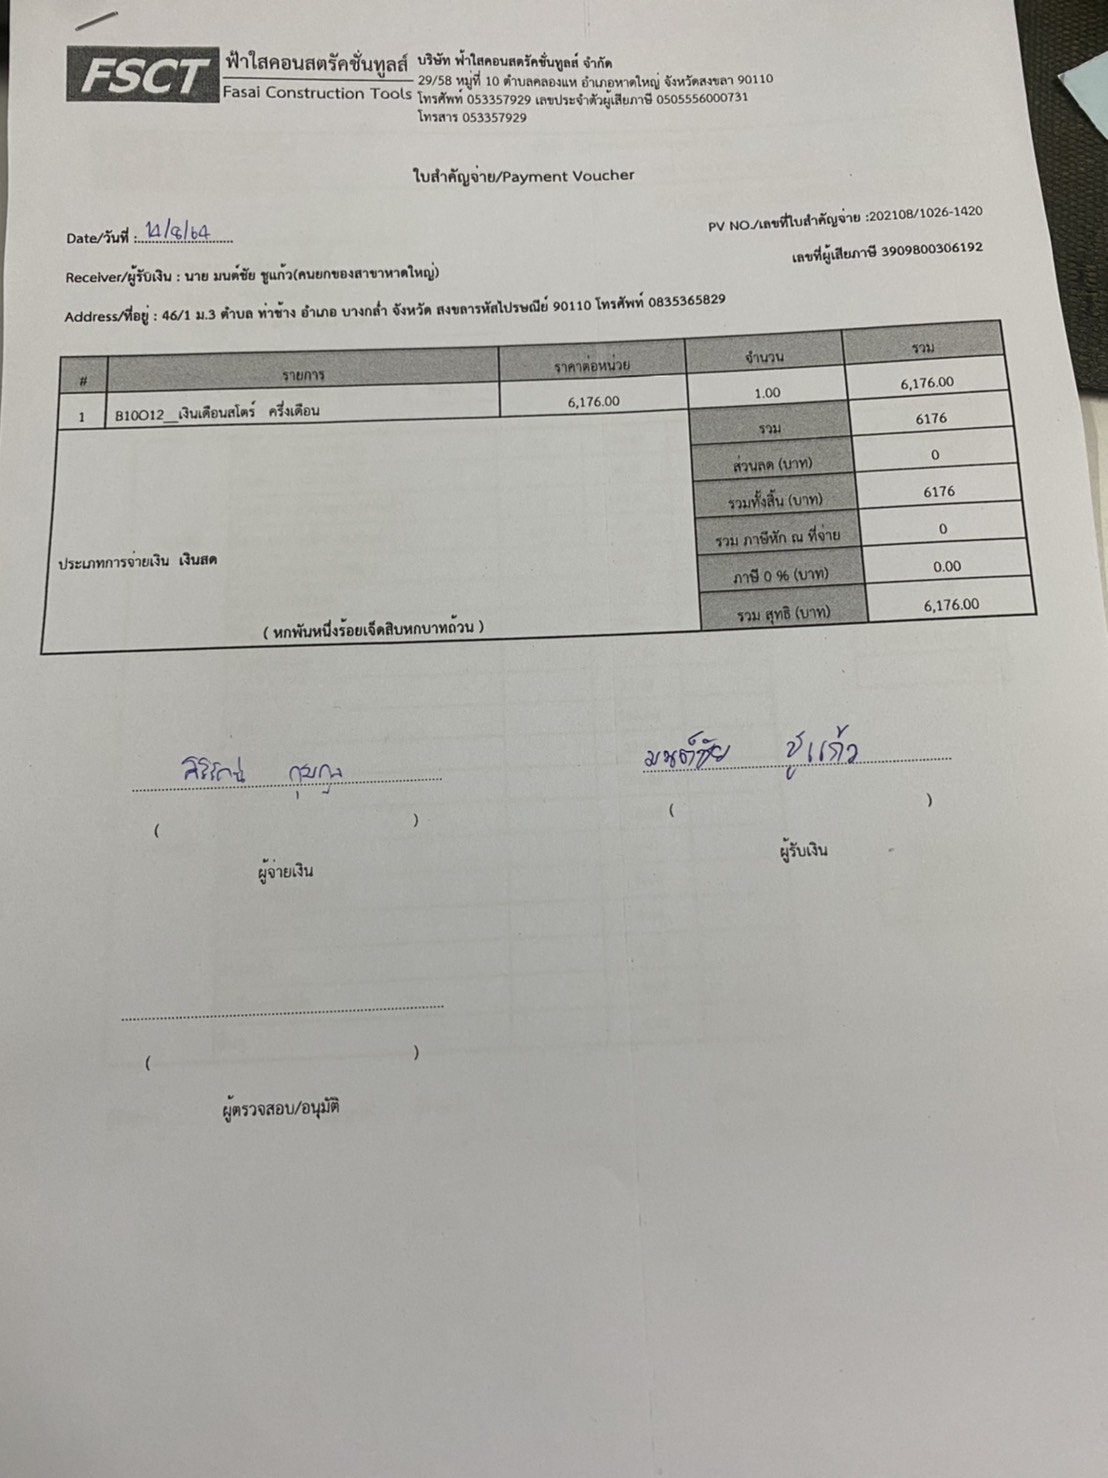 FSCT ฟ้าใสคอนสตรัคชั่นทูลส์
Fasai Construction Tools
บริษัท ฟ้าใสคอนสตรัคชั่นทูลส์ จำกัด
29/58 หมู่ที่ 10 ตำบลคลองแห อำเภอหาดใหญ่ จังหวัดสงขลา 90110
โทรศัพท์ 053357929 เลขประจำตัวผู้เสียภาษี 0505556000731
โทรสาร 053357929
ใบสำคัญจ่าย/Payment Voucher
PV NO./เลขที่ใบสำคัญจ่าย :202108/1026-1420
Date/วันที่ : 14/8/64
เลขที่ผู้เสียภาษี 3909800306192
Receiver/ผู้รับเงิน : นาย มนต์ชัย ชูแก้ว(คนยกของสาขาหาดใหญ่)
Address/ที่อยู่ : 46/1 ม.3 ตำบล ท่าช้าง อำเภอ บางกล่ำ จังหวัด สงขลารหัสไปรษณีย์ 90110 โทรศัพท์ 0835365829
# รายการ ราคาต่อหน่วย จำนวน รวม
1 B10O12__เงินเดือนสโตร์ ครึ่งเดือน 6,176.00 1.00 6,176.00
รวม 6176
ส่วนลด (บาท) 0
รวมทั้งสิ้น (บาท) 6176
รวม ภาษีหัก ณ ที่จ่าย 0
ประเภทการจ่ายเงิน เงินสด
ภาษี 0 % (บาท) 0.00
รวม สุทธิ (บาท) 6,176.00
( หกพันหนึ่งร้อยเจ็ดสิบหกบาทถ้วน )
มนต์ชัย ชูแก้ว
( )
( )
ผู้จ่ายเงิน
ผู้รับเงิน
( )
ผู้ตรวจสอบ/อนุมัติ